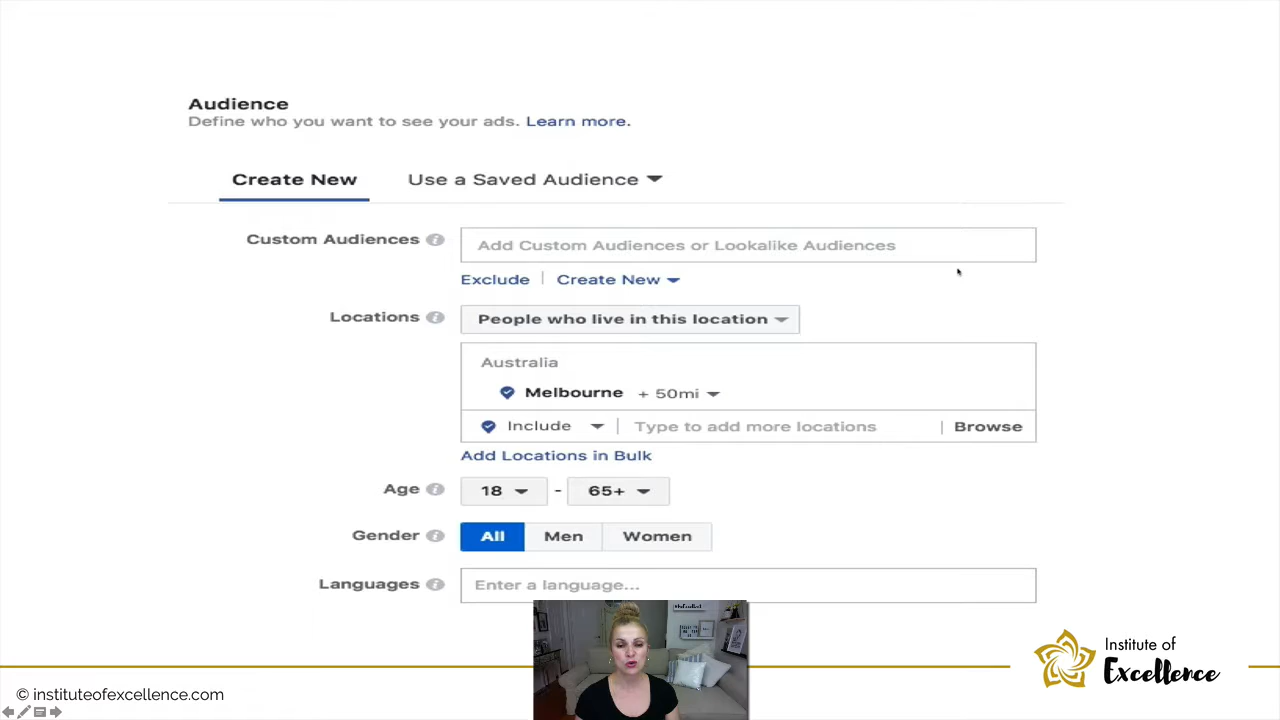 Audience
Define who you want to see your ads. Learn more.
Create New Use a Saved Audience
Custom Audiences Add Custom Audiences or Lookalike Audiences
Exclude | Create New
Locations People who live in this location
Australia
Melbourne + 50mi
Include | Type to add more locations | Browse
Add Locations in Bulk
Age 18 - 65+
Gender All Men Women
Languages Enter a language...
Institute of
Excellence
© instituteofexcellence.com